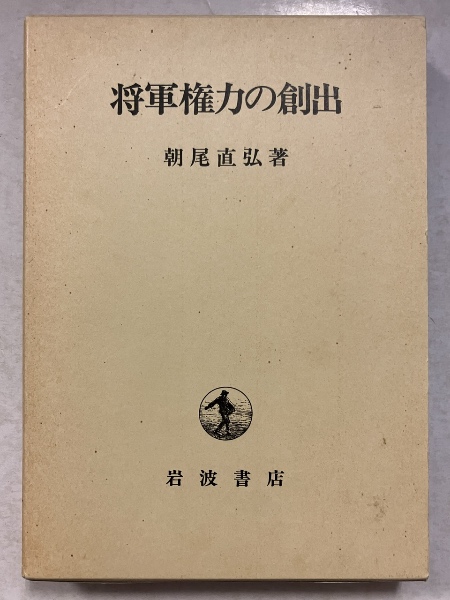 将軍権力の創出
朝尾直弘著
岩波書店